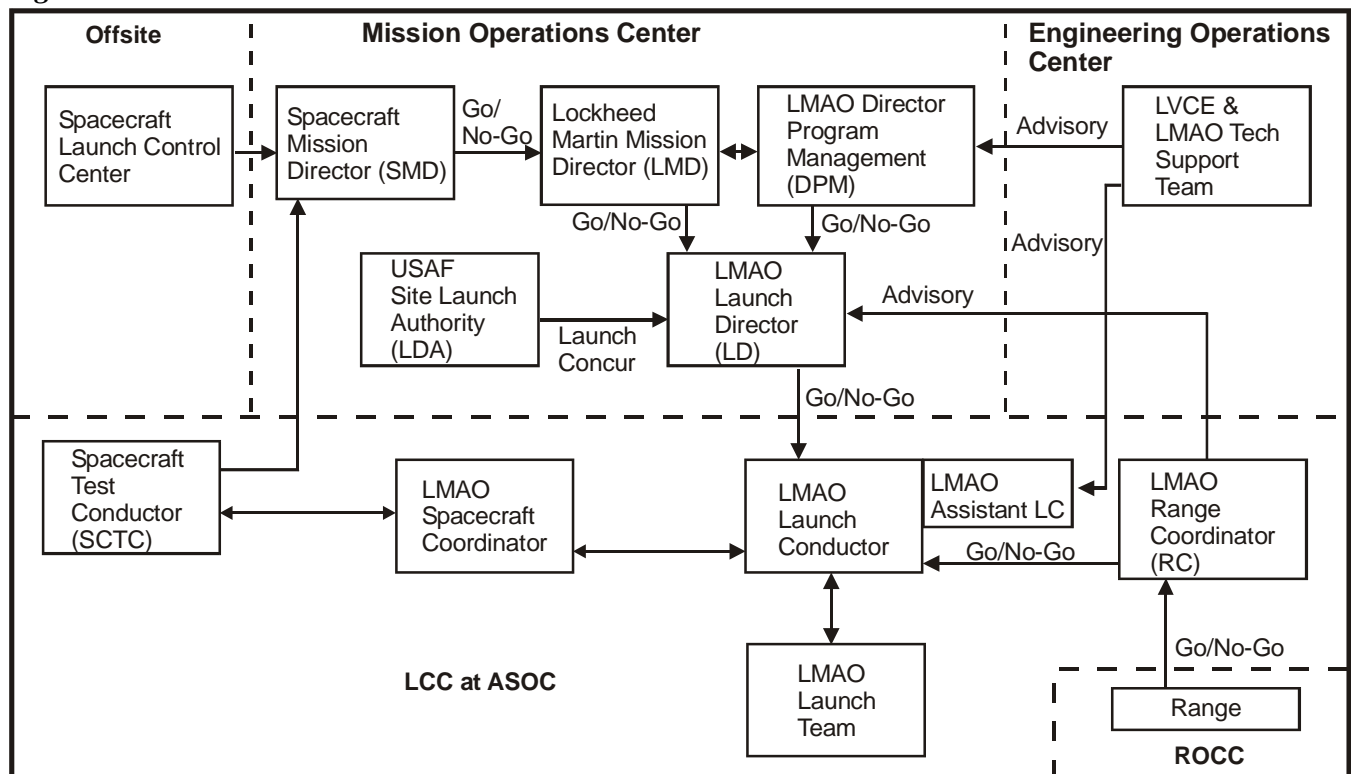 Offsite
Mission Operations Center
Engineering Operations
Center
Spacecraft
Launch Control
Center
Spacecraft
Mission
Director (SMD)
Go/
No-Go
Lockheed
Martin Mission
Director (LMD)
LMAO Director
Program
Management
(DPM)
Advisory
LVCE &
LMAO Tech
Support
Team
Go/No-Go
Go/No-Go
Advisory
USAF
Site Launch
Authority
(LDA)
Launch
Concur
LMAO
Launch
Director
(LD)
Advisory
Go/No-Go
Spacecraft
Test
Conductor
(SCTC)
LMAO
Spacecraft
Coordinator
LMAO
Launch
Conductor
LMAO
Assistant LC
LMAO
Range
Coordinator
(RC)
Go/No-Go
Go/No-Go
LCC at ASOC
LMAO
Launch
Team
Range
ROCC